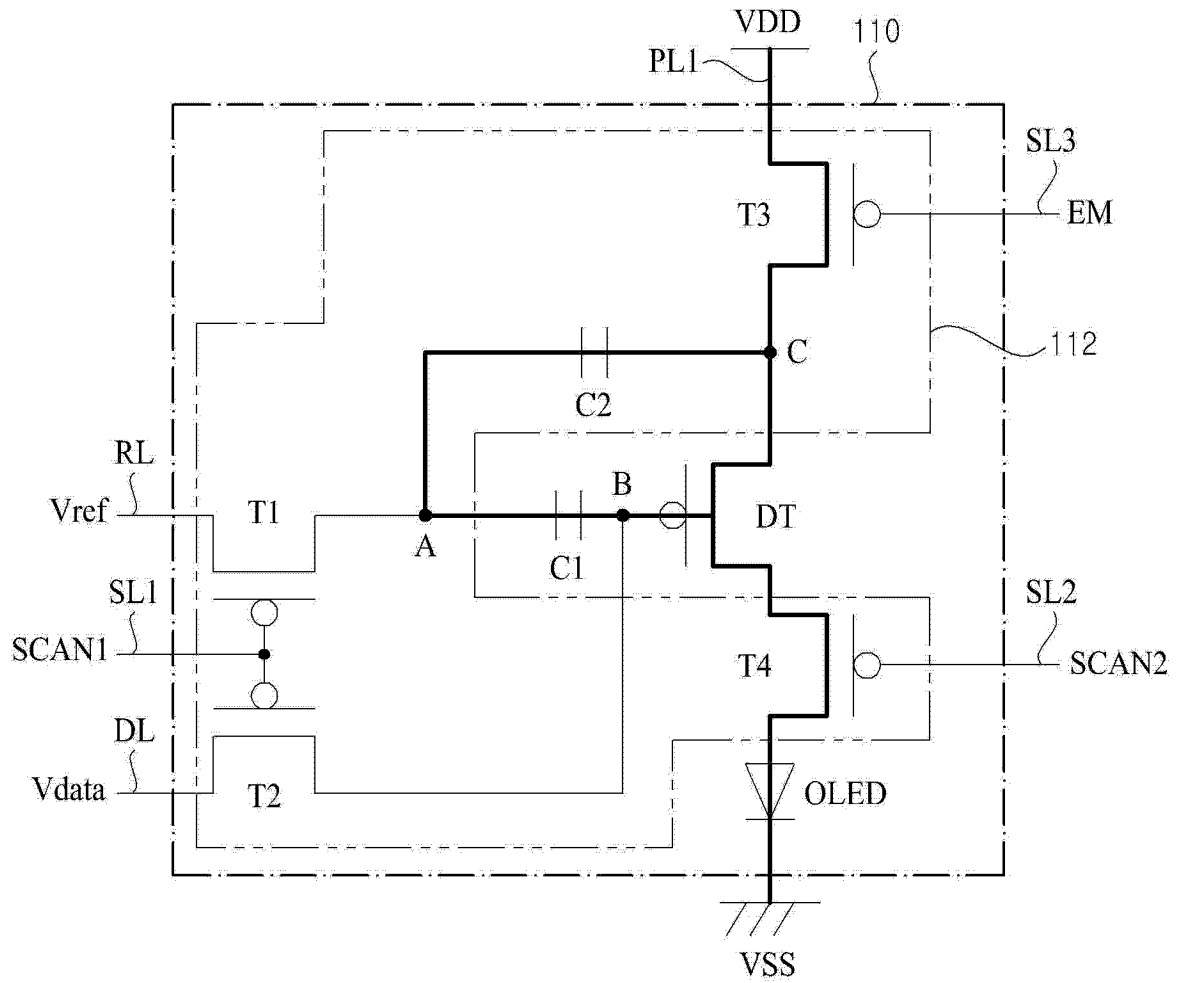 VDD
110
PL1
SL3
T3
EM
C
112
C2
RL
B
Vref
T1
DT
A
C1
SL1
SL2
SCAN1
T4
SCAN2
DL
Vdata
T2
OLED
VSS